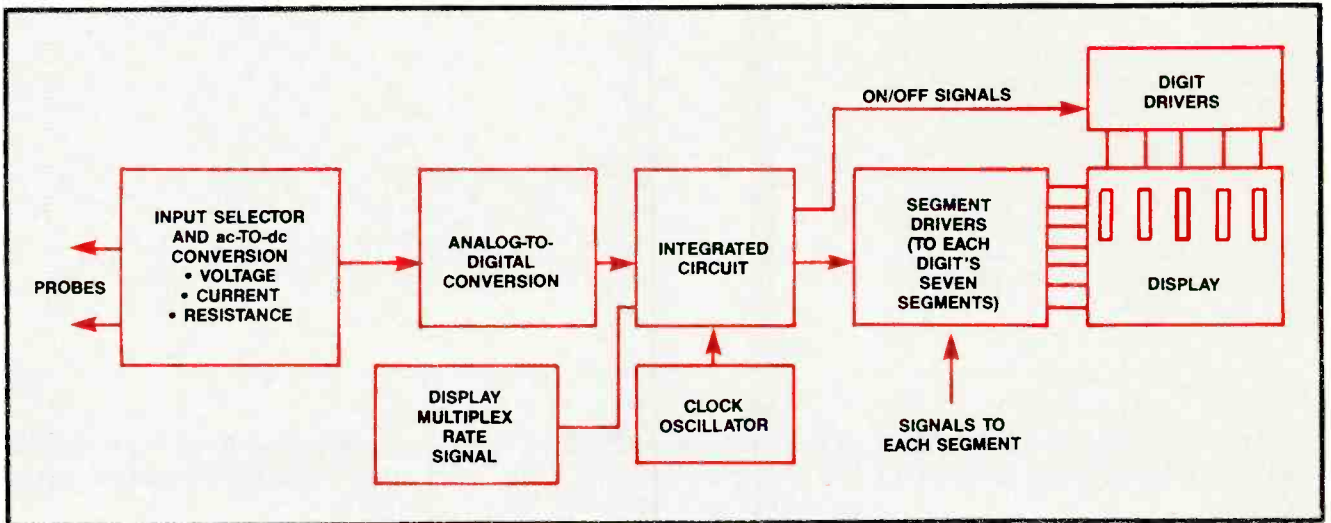 ON/OFF SIGNALS
DIGIT
DRIVERS
PROBES
INPUT SELECTOR
AND ac-TO-dc
CONVERSION
• VOLTAGE
• CURRENT
• RESISTANCE
ANALOG-TO-
DIGITAL
CONVERSION
INTEGRATED
CIRCUIT
SEGMENT
DRIVERS
(TO EACH
DIGIT'S
SEVEN
SEGMENTS)
DISPLAY
DISPLAY
MULTIPLEX
RATE
SIGNAL
CLOCK
OSCILLATOR
SIGNALS TO
EACH SEGMENT